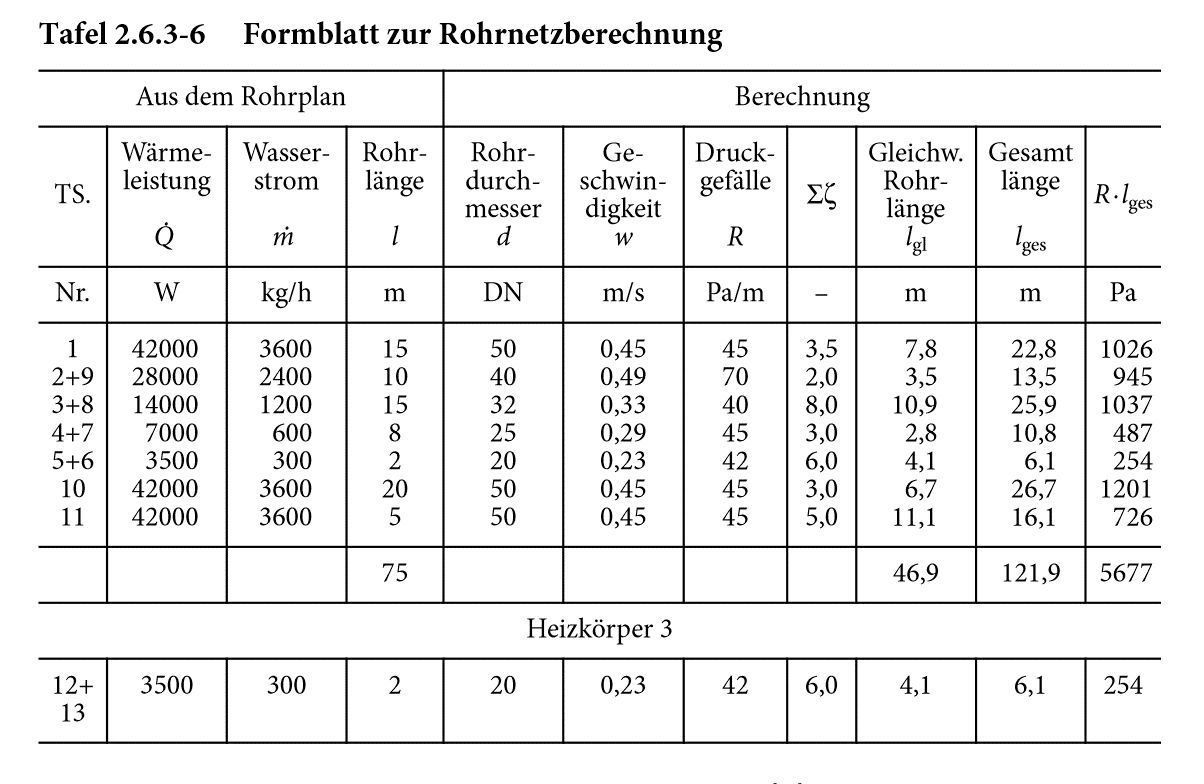 Tafel 2.6.3-6 Formblatt zur Rohrnetzberechnung
Aus dem Rohrplan Berechnung
TS. Wärme-leistung Q̇ Wasser-strom ṁ Rohr-länge l Rohr-durch-messer d Ge-schwin-digkeit w Druck-gefälle R Σζ Gleichw. Rohr-länge lgl Gesamt länge lges R·lges
Nr. W kg/h m DN m/s Pa/m – m m Pa
1 42000 3600 15 50 0,45 45 3,5 7,8 22,8 1026
2+9 28000 2400 10 40 0,49 70 2,0 3,5 13,5 945
3+8 14000 1200 15 32 0,33 40 8,0 10,9 25,9 1037
4+7 7000 600 8 25 0,29 45 3,0 2,8 10,8 487
5+6 3500 300 2 20 0,23 42 6,0 4,1 6,1 254
10 42000 3600 20 50 0,45 45 3,0 6,7 26,7 1201
11 42000 3600 5 50 0,45 45 5,0 11,1 16,1 726
75 46,9 121,9 5677
Heizkörper 3
12+ 3500 300 2 20 0,23 42 6,0 4,1 6,1 254
13